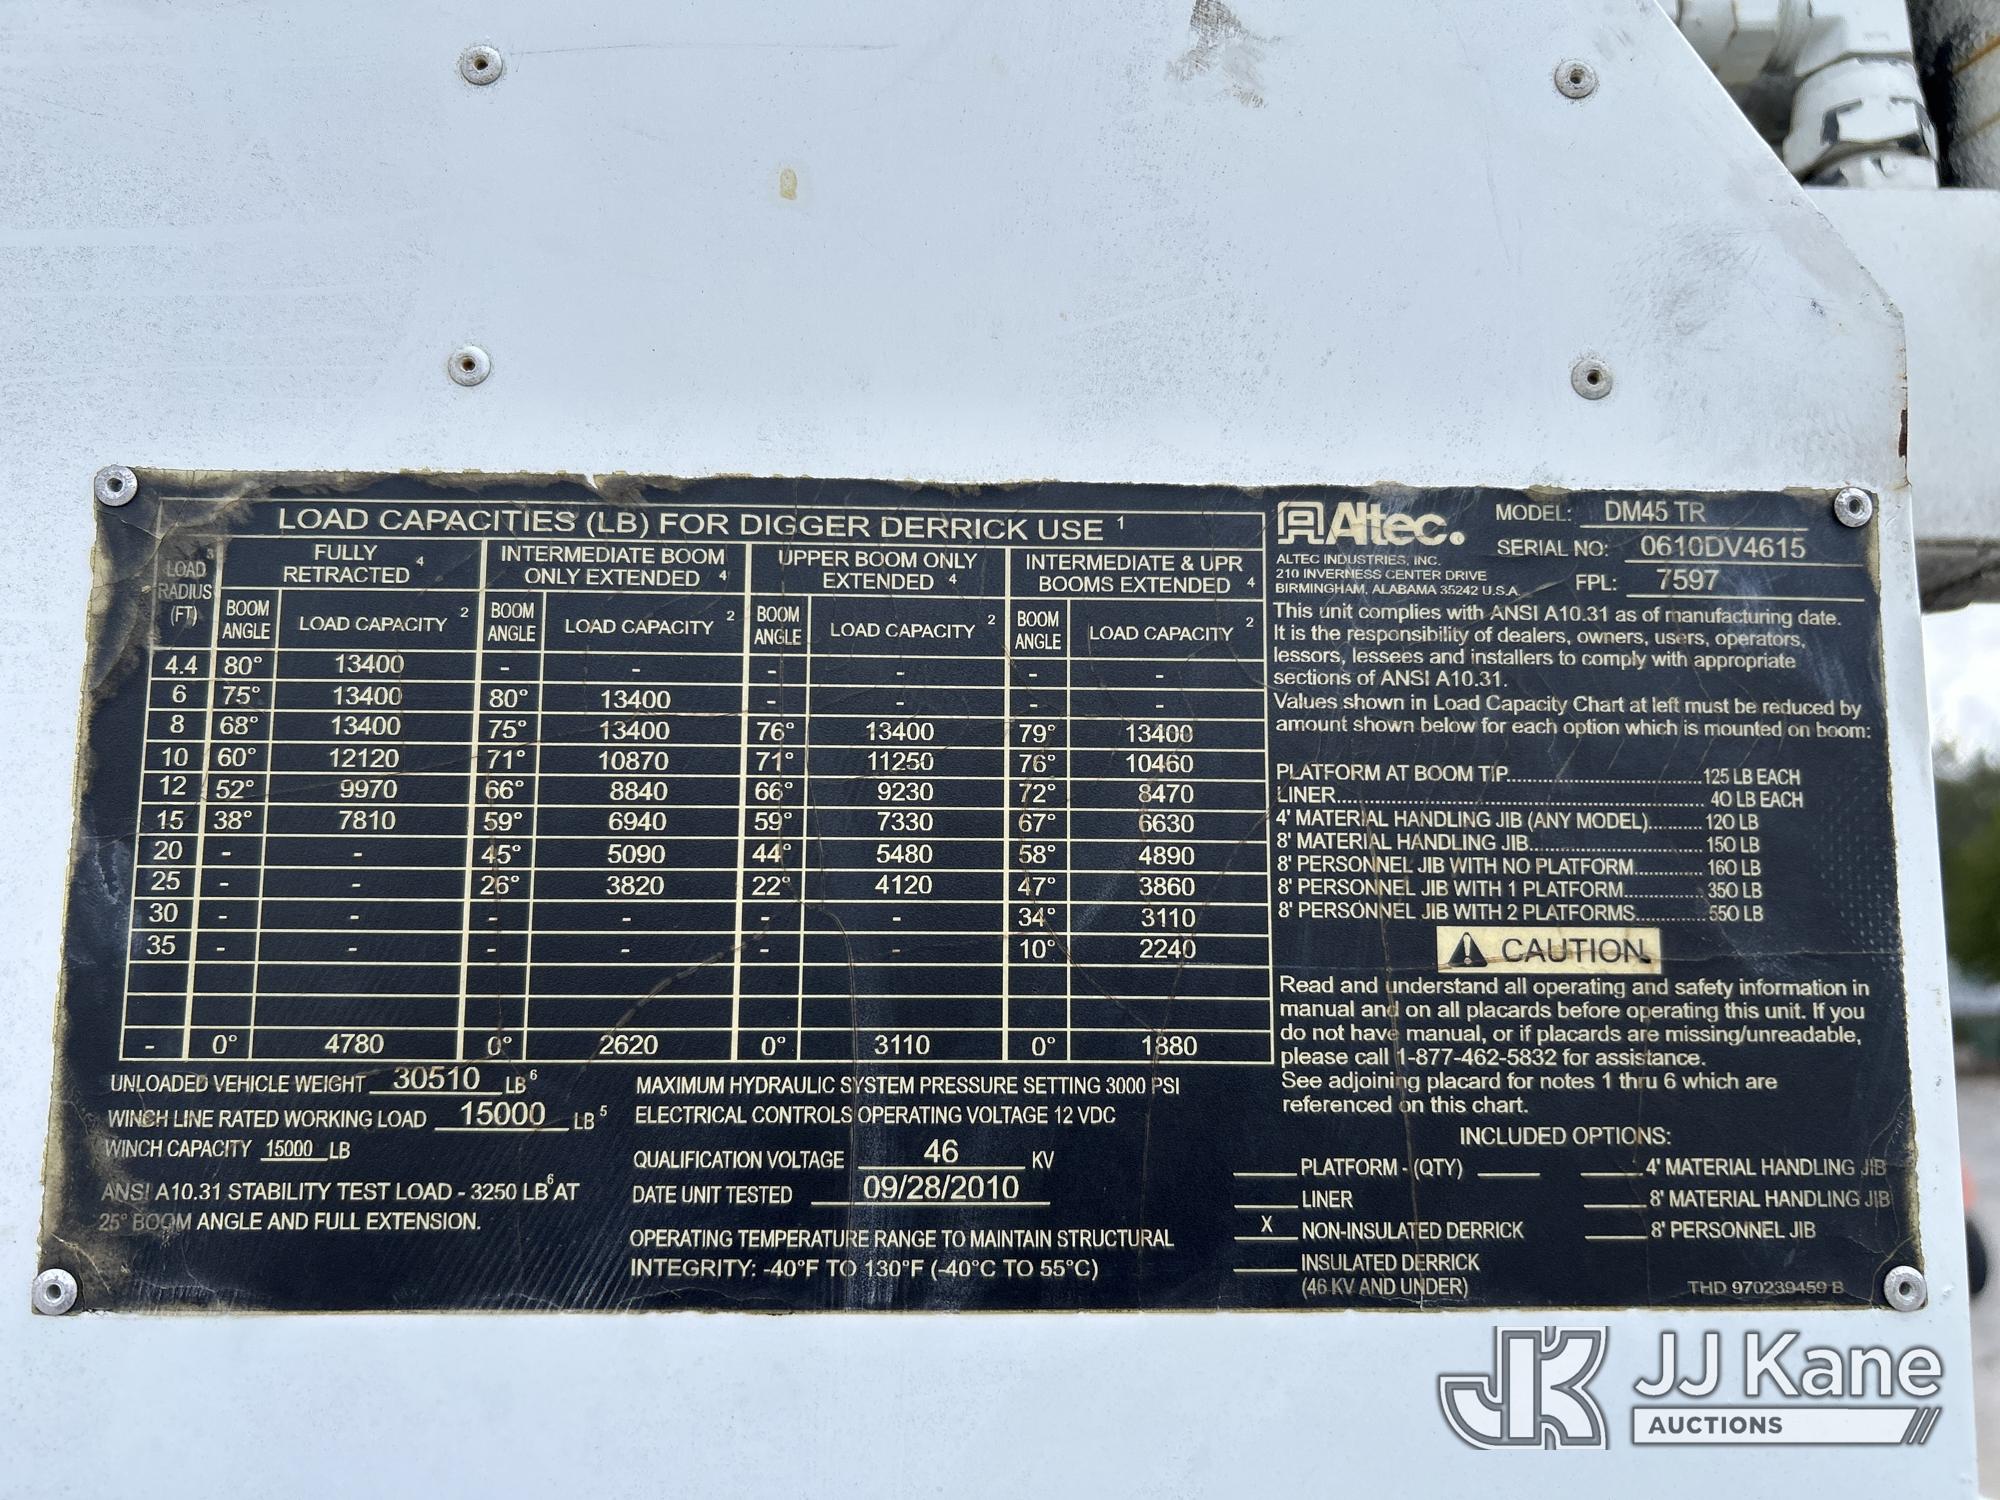 LOAD CAPACITIES (LB) FOR DIGGER DERRICK USE 1
LOAD RADIUS (FT) 3
FULLY RETRACTED 4
INTERMEDIATE BOOM ONLY EXTENDED 4
UPPER BOOM ONLY EXTENDED 4
INTERMEDIATE & UPR BOOMS EXTENDED 4
BOOM ANGLE LOAD CAPACITY 2 BOOM ANGLE LOAD CAPACITY 2 BOOM ANGLE LOAD CAPACITY 2 BOOM ANGLE LOAD CAPACITY 2
4.4 80° 13400 - - - - - -
6 75° 13400 80° 13400 - - - -
8 68° 13400 75° 13400 76° 13400 79° 13400
10 60° 12120 71° 10870 71° 11250 76° 10460
12 52° 9970 66° 8840 66° 9230 72° 8470
15 38° 7810 59° 6940 59° 7330 67° 6630
20 - - 45° 5090 44° 5480 58° 4890
25 - - 26° 3820 22° 4120 47° 3860
30 - - - - - - 34° 3110
35 - - - - - - 10° 2240
- 0° 4780 0° 2620 0° 3110 0° 1880
UNLOADED VEHICLE WEIGHT 30510 LB 6
WINCH LINE RATED WORKING LOAD 15000 LB 5
WINCH CAPACITY 15000 LB
ANSI A10.31 STABILITY TEST LOAD - 3250 LB 6 AT
25° BOOM ANGLE AND FULL EXTENSION.
MAXIMUM HYDRAULIC SYSTEM PRESSURE SETTING 3000 PSI
ELECTRICAL CONTROLS OPERATING VOLTAGE 12 VDC
QUALIFICATION VOLTAGE 46 KV
DATE UNIT TESTED 09/28/2010
OPERATING TEMPERATURE RANGE TO MAINTAIN STRUCTURAL
INTEGRITY: -40°F TO 130°F (-40°C TO 55°C)
Altec.
ALTEC INDUSTRIES, INC.
210 INVERNESS CENTER DRIVE
BIRMINGHAM, ALABAMA 35242 U.S.A.
MODEL: DM45 TR
SERIAL NO: 0610DV4615
FPL: 7597
This unit complies with ANSI A10.31 as of manufacturing date.
It is the responsibility of dealers, owners, users, operators,
lessors, lessees and installers to comply with appropriate
sections of ANSI A10.31.
Values shown in Load Capacity Chart at left must be reduced by
amount shown below for each option which is mounted on boom:
PLATFORM AT BOOM TIP..........125 LB EACH
LINER..........40 LB EACH
4' MATERIAL HANDLING JIB (ANY MODEL)..........120 LB
8' MATERIAL HANDLING JIB..........150 LB
8' PERSONNEL JIB WITH NO PLATFORM..........160 LB
8' PERSONNEL JIB WITH 1 PLATFORM..........350 LB
8' PERSONNEL JIB WITH 2 PLATFORMS..........550 LB
CAUTION
Read and understand all operating and safety information in
manual and on all placards before operating this unit. If you
do not have manual, or if placards are missing/unreadable,
please call 1-877-462-5832 for assistance.
See adjoining placard for notes 1 thru 6 which are
referenced on this chart.
INCLUDED OPTIONS:
PLATFORM - (QTY)
LINER
X NON-INSULATED DERRICK
INSULATED DERRICK
(46 KV AND UNDER)
4' MATERIAL HANDLING JIB
8' MATERIAL HANDLING JIB
8' PERSONNEL JIB
THD 970239459 B
JK JJ Kane
AUCTIONS